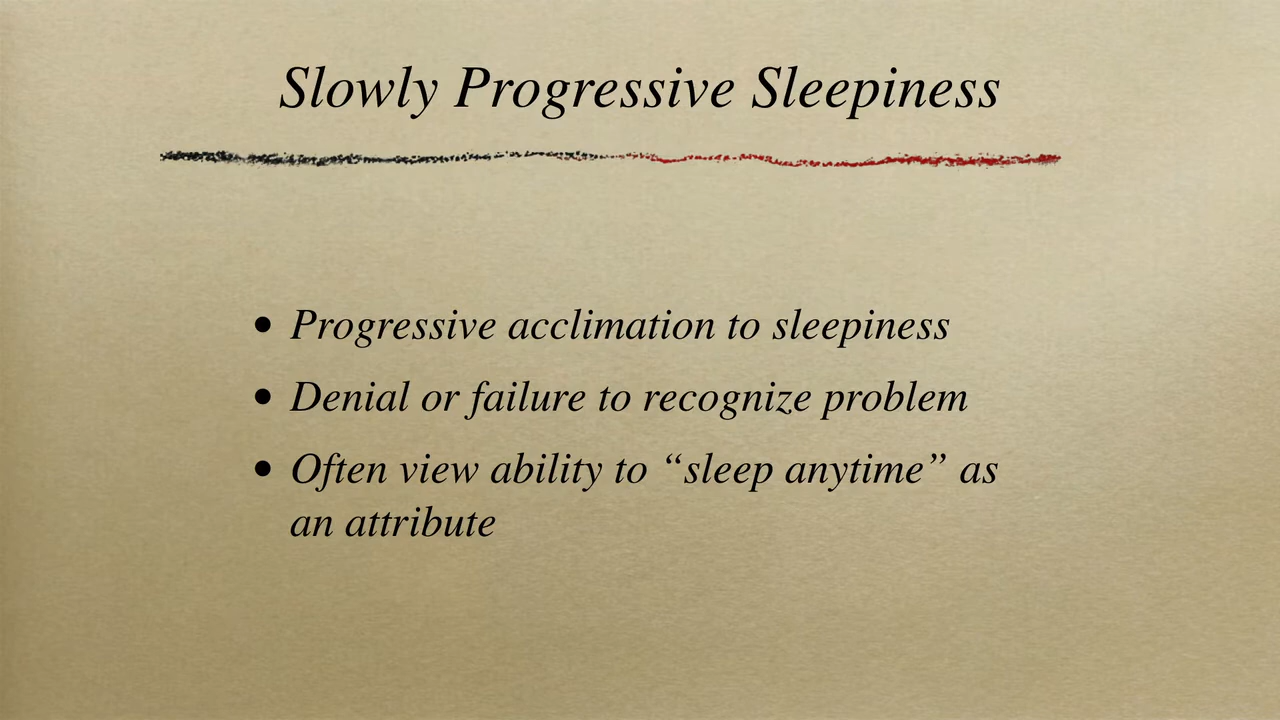 Slowly Progressive Sleepiness
• Progressive acclimation to sleepiness
• Denial or failure to recognize problem
• Often view ability to “sleep anytime” as
an attribute